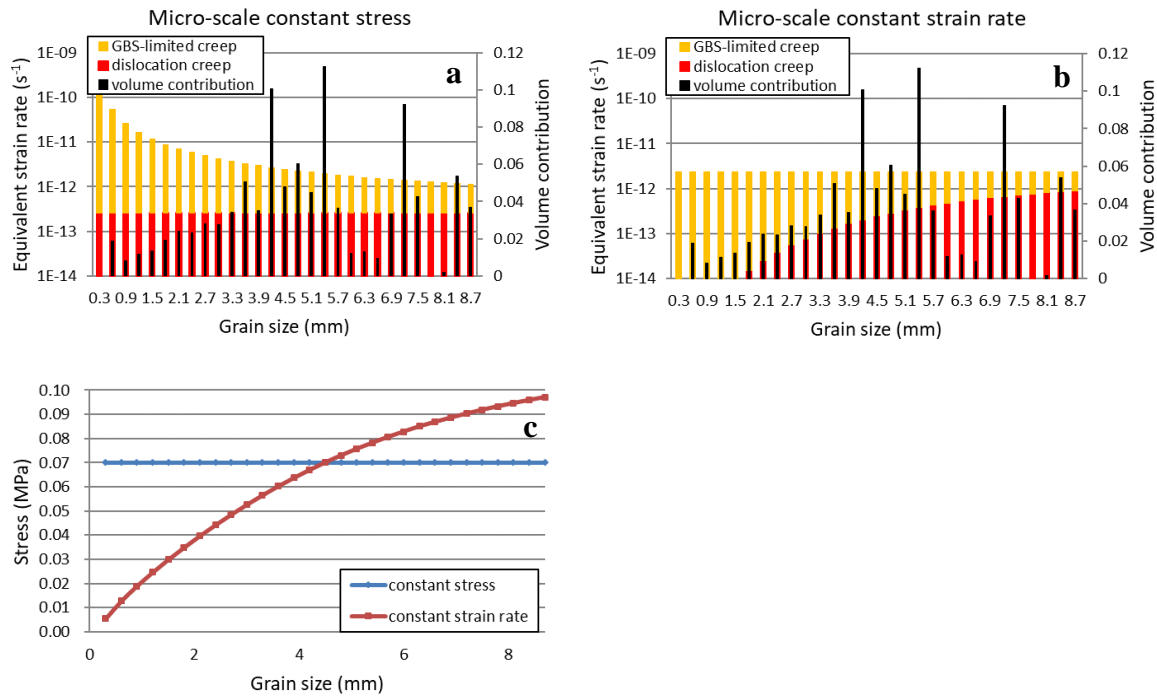 Micro-scale constant stress
1E-09
1E-10
1E-11
1E-12
1E-13
1E-14
Equivalent strain rate (s⁻¹)
GBS-limited creep
dislocation creep
volume contribution
a
0.12
0.1
0.08
0.06
0.04
0.02
0
Volume contribution
0.3 0.9 1.5 2.1 2.7 3.3 3.9 4.5 5.1 5.7 6.3 6.9 7.5 8.1 8.7
Grain size (mm)
Micro-scale constant strain rate
1E-09
1E-10
1E-11
1E-12
1E-13
1E-14
Equivalent strain rate (s⁻¹)
GBS-limited creep
dislocation creep
volume contribution
b
0.12
0.1
0.08
0.06
0.04
0.02
0
Volume contribution
0.3 0.9 1.5 2.1 2.7 3.3 3.9 4.5 5.1 5.7 6.3 6.9 7.5 8.1 8.7
Grain size (mm)
0.10
0.09
0.08
0.07
0.06
0.05
0.04
0.03
0.02
0.01
0.00
Stress (MPa)
c
constant stress
constant strain rate
0 2 4 6 8
Grain size (mm)